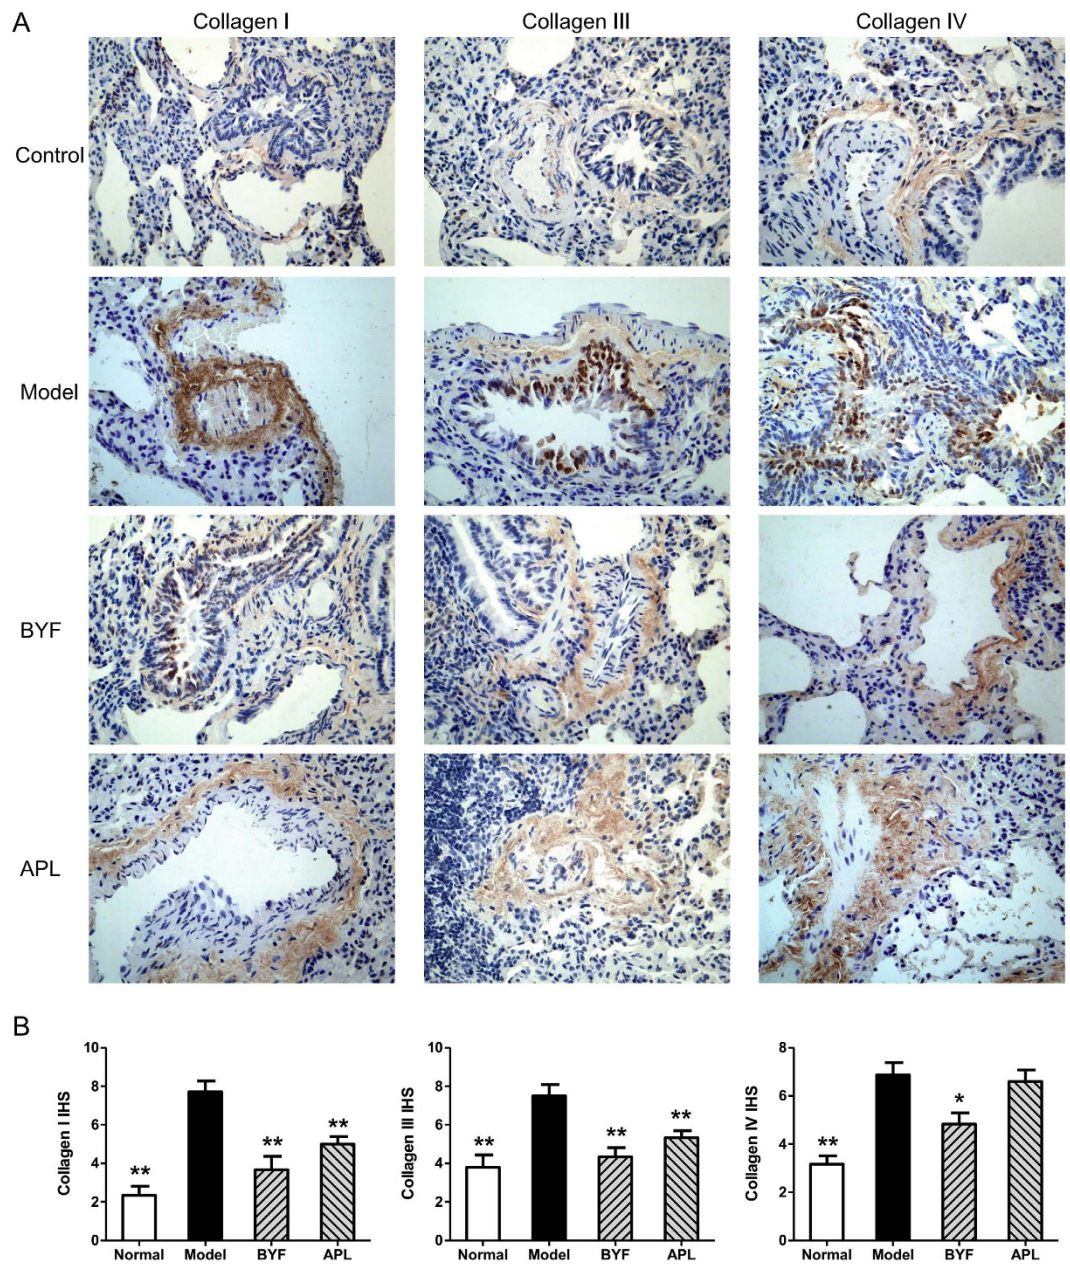 A
Collagen I Collagen III Collagen IV
Control
Model
BYF
APL
B
Collagen I IHS
10
8
6
4
2
0
**
**
**
Normal Model BYF APL
Collagen III IHS
10
8
6
4
2
0
**
**
**
Normal Model BYF APL
Collagen IV IHS
8
6
4
2
0
**
*
Normal Model BYF APL